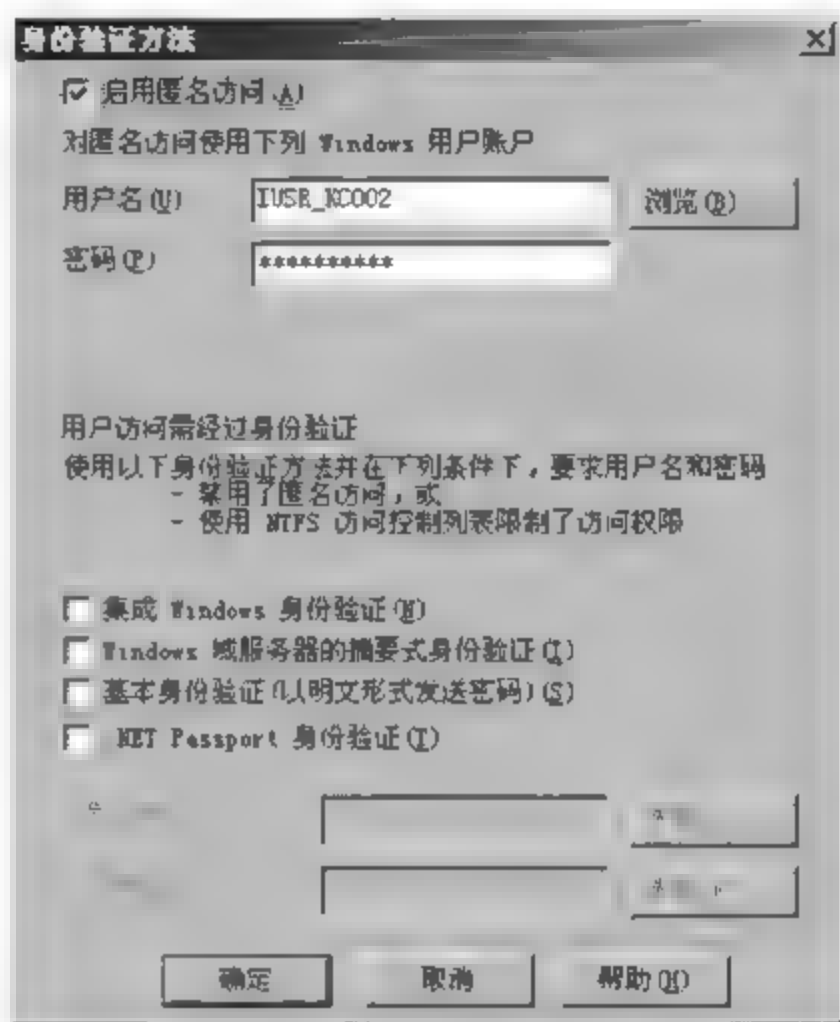 身份验证方法
启用匿名访问(A)
对匿名访问使用下列 Windows 用户账户
用户名(U)
IUSR_KC002
浏览(B)
密码(P)
**********
用户访问需经过身份验证
使用以下身份验证方法并在下列条件下，要求用户名和密码
- 禁用了匿名访问，或
- 使用 NTFS 访问控制列表限制了访问权限
集成 Windows 身份验证(N)
Windows 域服务器的摘要式身份验证(I)
基本身份验证(以明文形式发送密码)(S)
.NET Passport 身份验证(T)
确定
取消
帮助(H)